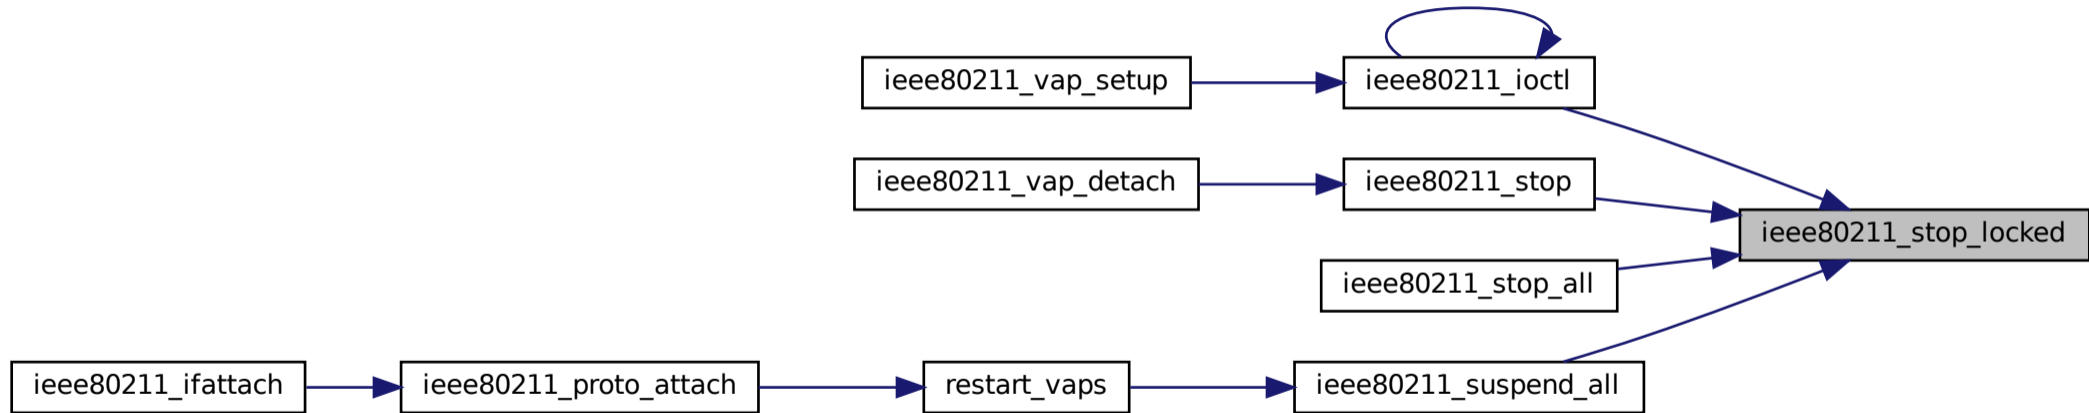 ieee80211_vap_setup
ieee80211_ioctl
ieee80211_vap_detach
ieee80211_stop
ieee80211_stop_locked
ieee80211_stop_all
ieee80211_ifattach
ieee80211_proto_attach
restart_vaps
ieee80211_suspend_all